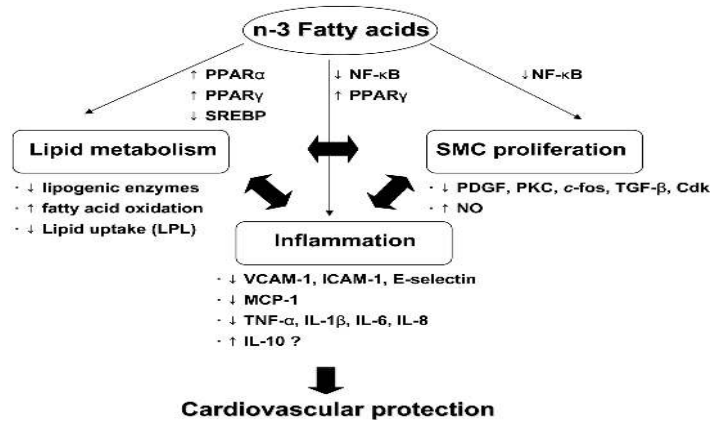 n-3 Fatty acids
↑ PPARα
↑ PPARγ
↓ SREBP
↓ NF-κB
↑ PPARγ
↓NF-κB
Lipid metabolism
· ↓ lipogenic enzymes
· ↑ fatty acid oxidation
· ↓ Lipid uptake (LPL)
SMC proliferation
· ↓ PDGF, PKC, c-fos, TGF-β, Cdk
· ↑ NO
Inflammation
· ↓ VCAM-1, ICAM-1, E-selectin
· ↓ MCP-1
· ↓ TNF-α, IL-1β, IL-6, IL-8
· ↑ IL-10 ?
Cardiovascular protection